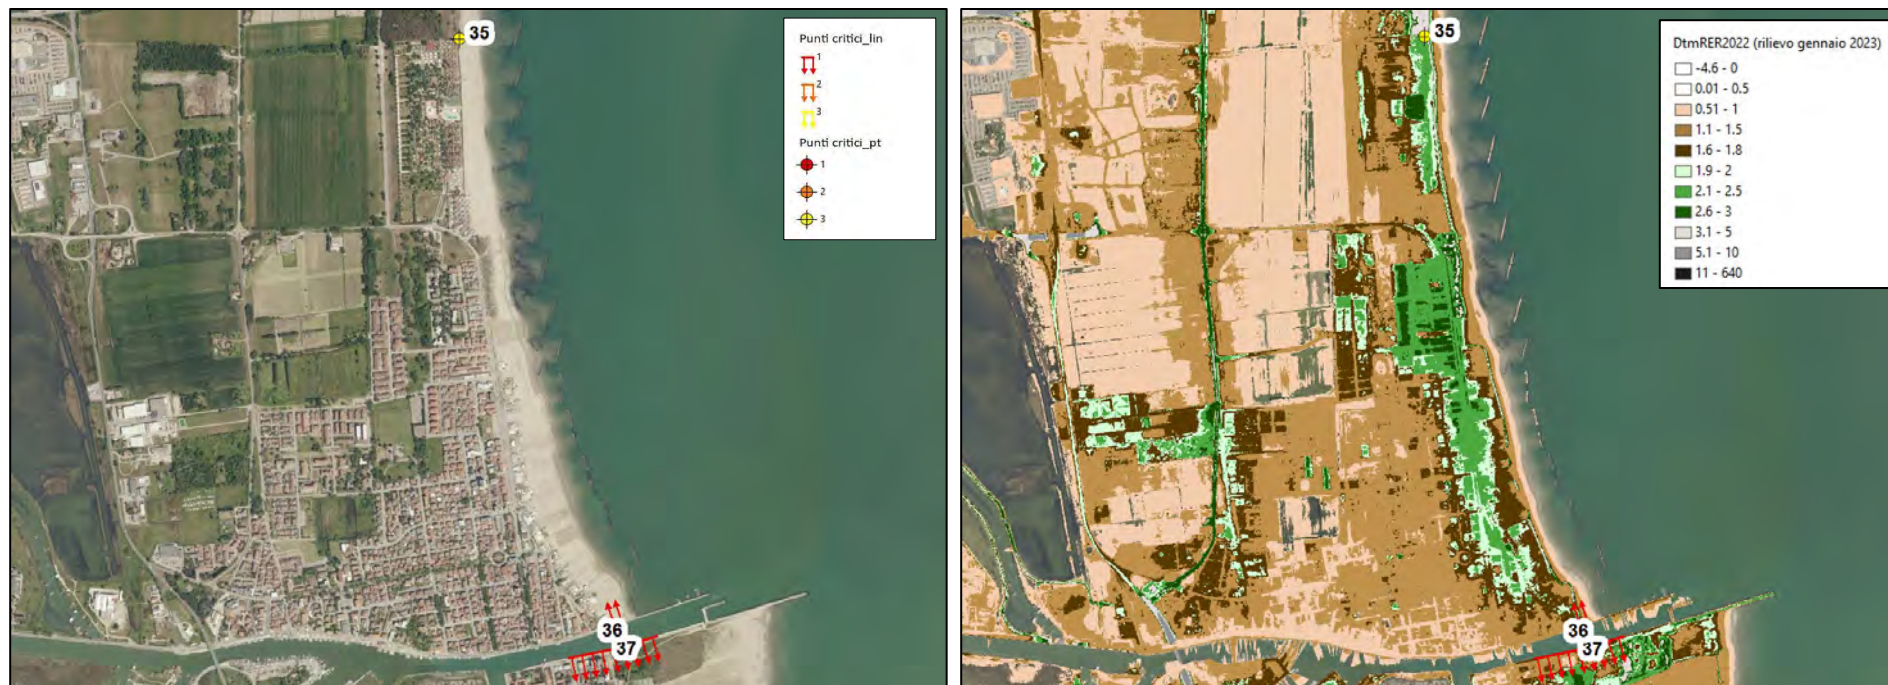 35
Punti critici_lin
1
2
3
Punti critici_pt
1
2
3
36
37
35
DtmRER2022 (rilievo gennaio 2023)
-4.6 - 0
0.01 - 0.5
0.51 - 1
1.1 - 1.5
1.6 - 1.8
1.9 - 2
2.1 - 2.5
2.6 - 3
3.1 - 5
5.1 - 10
11 - 640
36
37